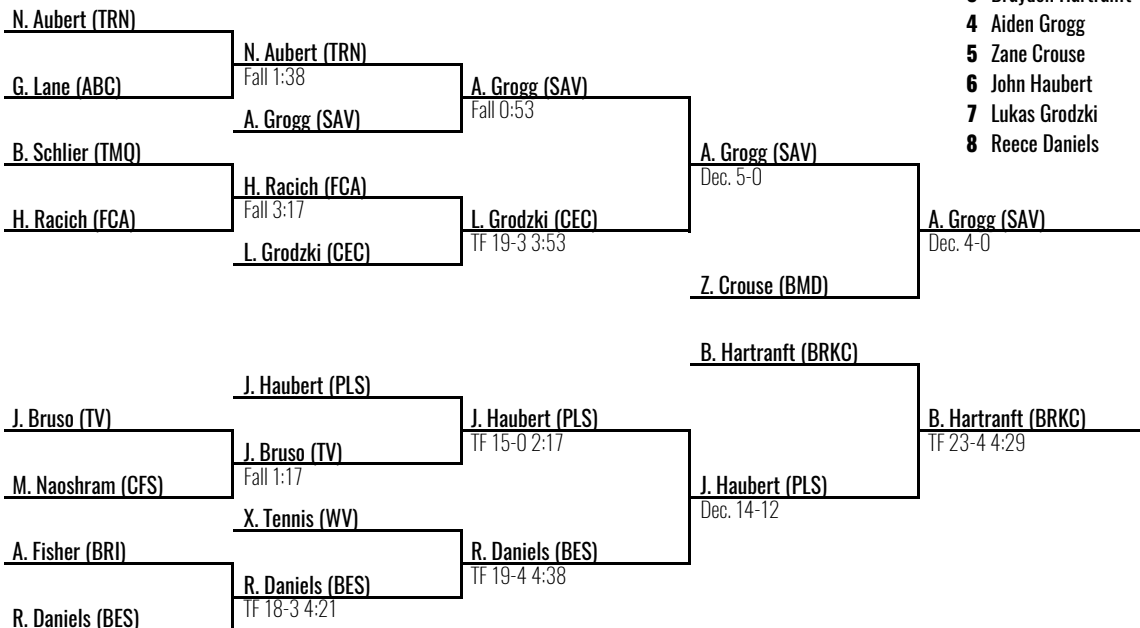 N. Aubert (TRN)
G. Lane (ABC)
B. Schlier (TMQ)
H. Racich (FCA)
N. Aubert (TRN)
Fall 1:38
A. Grogg (SAV)
H. Racich (FCA)
Fall 3:17
L. Grodzki (CEC)
A. Grogg (SAV)
Fall 0:53
L. Grodzki (CEC)
TF 19-3 3:53
A. Grogg (SAV)
Dec. 5-0
Z. Crouse (BMD)
A. Grogg (SAV)
Dec. 4-0
4 Aiden Grogg
5 Zane Crouse
6 John Haubert
7 Lukas Grodzki
8 Reece Daniels
J. Bruso (TV)
M. Naoshram (CFS)
A. Fisher (BRI)
R. Daniels (BES)
J. Haubert (PLS)
J. Bruso (TV)
Fall 1:17
X. Tennis (WV)
R. Daniels (BES)
TF 18-3 4:21
J. Haubert (PLS)
TF 15-0 2:17
R. Daniels (BES)
TF 19-4 4:38
B. Hartranft (BRKC)
J. Haubert (PLS)
Dec. 14-12
B. Hartranft (BRKC)
TF 23-4 4:29